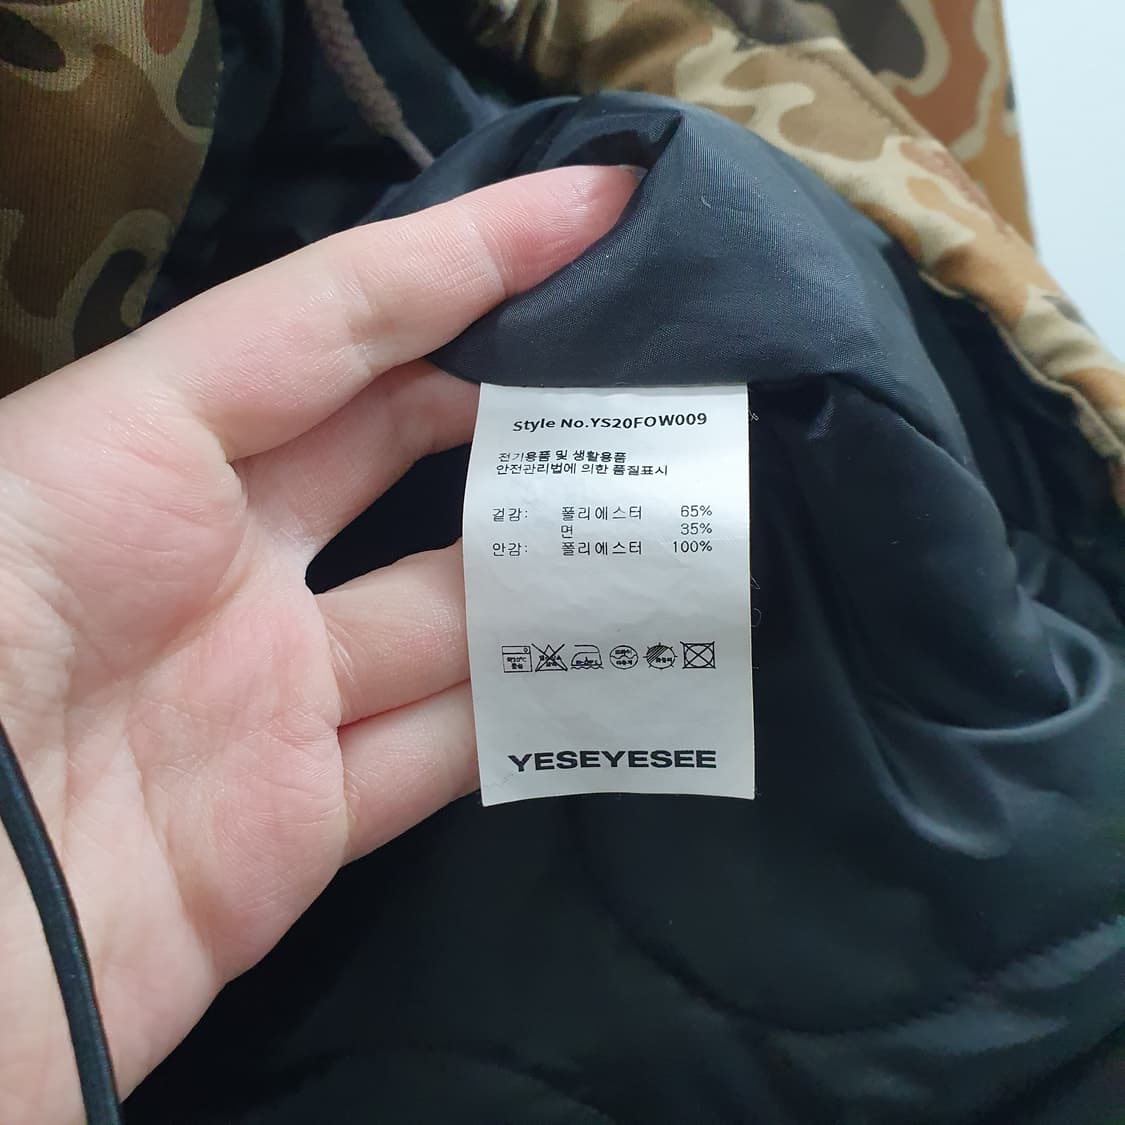 Style No.YS20FOW009
전기용품 및 생활용품
안전관리법에 의한 품질표시
겉감: 폴리에스터 65%
면 35%
안감: 폴리에스터 100%
YESEYESEE